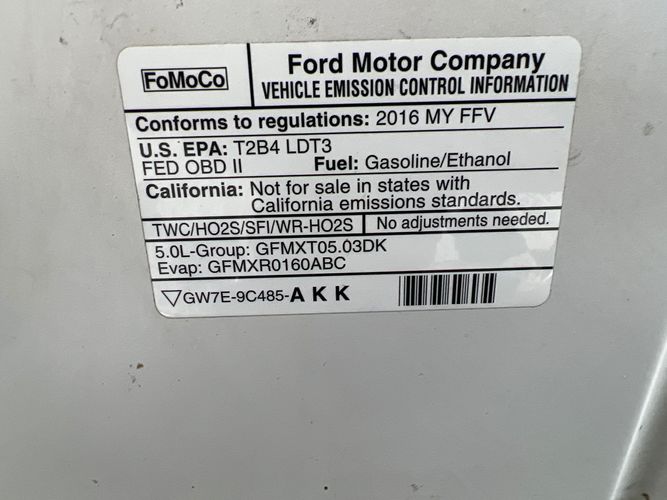 FoMoCo
Ford Motor Company
VEHICLE EMISSION CONTROL INFORMATION
Conforms to regulations: 2016 MY FFV
U.S. EPA: T2B4 LDT3
FED OBD II Fuel: Gasoline/Ethanol
California: Not for sale in states with
California emissions standards.
TWC/HO2S/SFI/WR-HO2S No adjustments needed.
5.0L-Group: GFMXT05.03DK
Evap: GFMXR0160ABC
GW7E-9C485-AKK